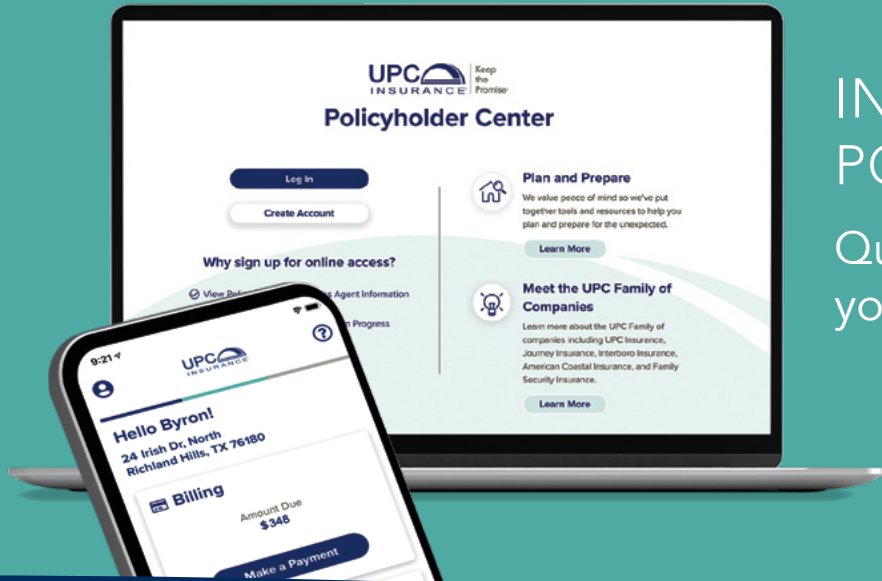 UPC
INSURANCE
Keep
the
Promise
Policyholder Center
Log In
Create Account
Why sign up for online access?
View
Agent Information
Progress
Plan and Prepare
We value peace of mind so we've put
together tools and resources to help you
plan and prepare for the unexpected.
Learn More
Meet the UPC Family of
Companies
Learn more about the UPC Family of
companies including UPC Insurance,
Journey Insurance, Interboro Insurance,
American Coastal Insurance, and Family
Security Insurance.
Learn More
9:21
UPC
INSURANCE
Hello Byron!
24 Irish Dr, North
Richland Hills, TX 76180
Billing
Amount Due
$348
Make a Payment
IN
PO
Qu
yo